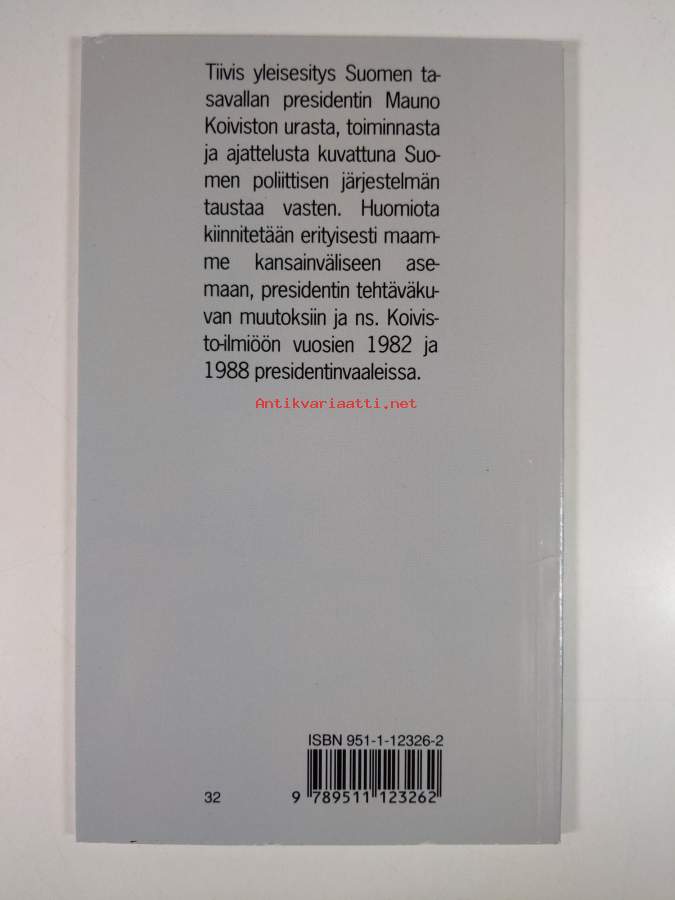 Tiivis yleisesitys Suomen ta-
savallan presidentin Mauno
Koiviston urasta, toiminnasta
ja ajattelusta kuvattuna Suo-
men poliittisen järjestelmän
taustaa vasten. Huomiota
kiinnitetään erityisesti maam-
me kansainväliseen ase-
maan, presidentin tehtäväku-
van muutoksiin ja ns. Koivis-
to-ilmiöön vuosien 1982 ja
1988 presidentinvaaleissa.
Antikvariaatti.net
ISBN 951-1-12326-2
32
9 789511 123262